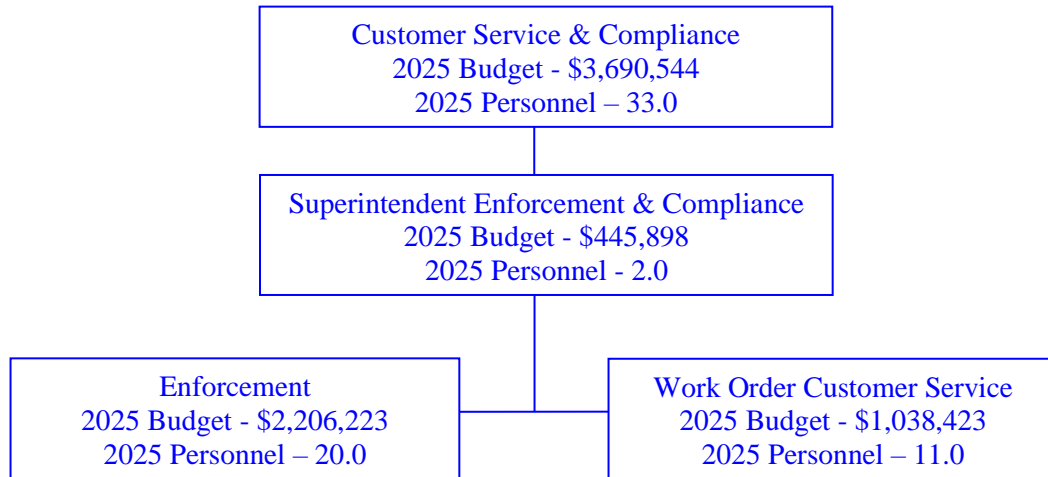 Customer Service & Compliance
2025 Budget - $3,690,544
2025 Personnel – 33.0
Superintendent Enforcement & Compliance
2025 Budget - $445,898
2025 Personnel - 2.0
Enforcement
2025 Budget - $2,206,223
2025 Personnel – 20.0
Work Order Customer Service
2025 Budget - $1,038,423
2025 Personnel – 11.0